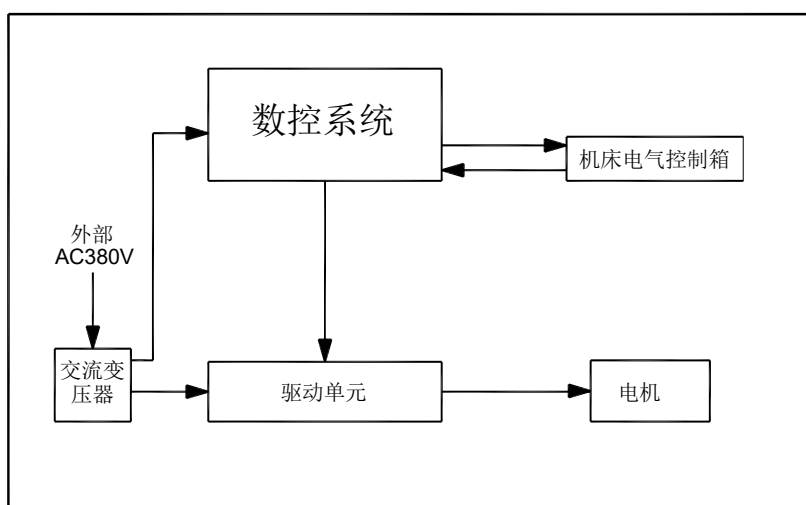 数控系统
机床电气控制箱
外部
AC380V
交流变
压器
驱动单元
电机